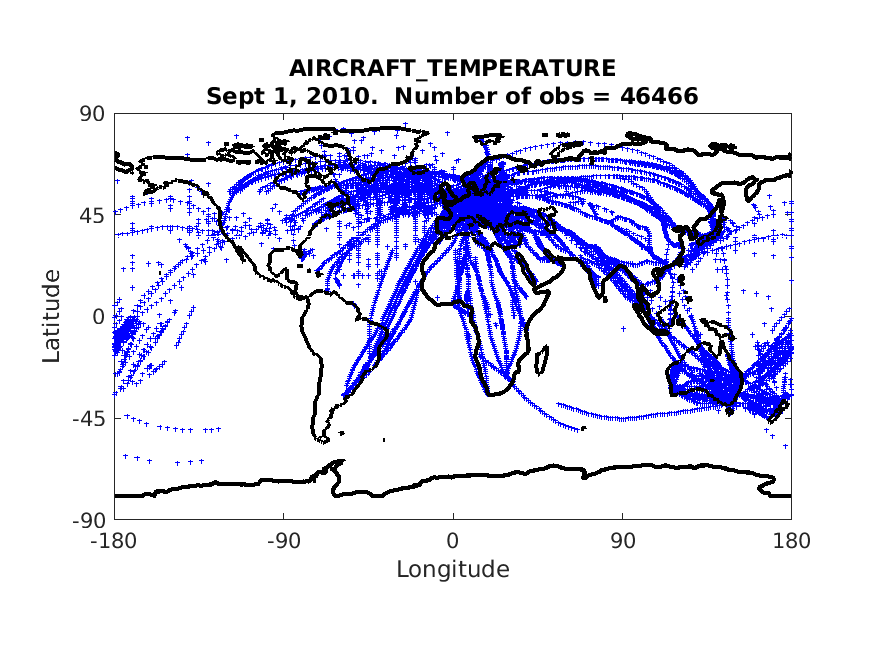 AIRCRAFT_TEMPERATURE
Sept 1, 2010.  Number of obs = 46466
90
45
0
-45
-90
-180
-90
0
90
180
Latitude
Longitude